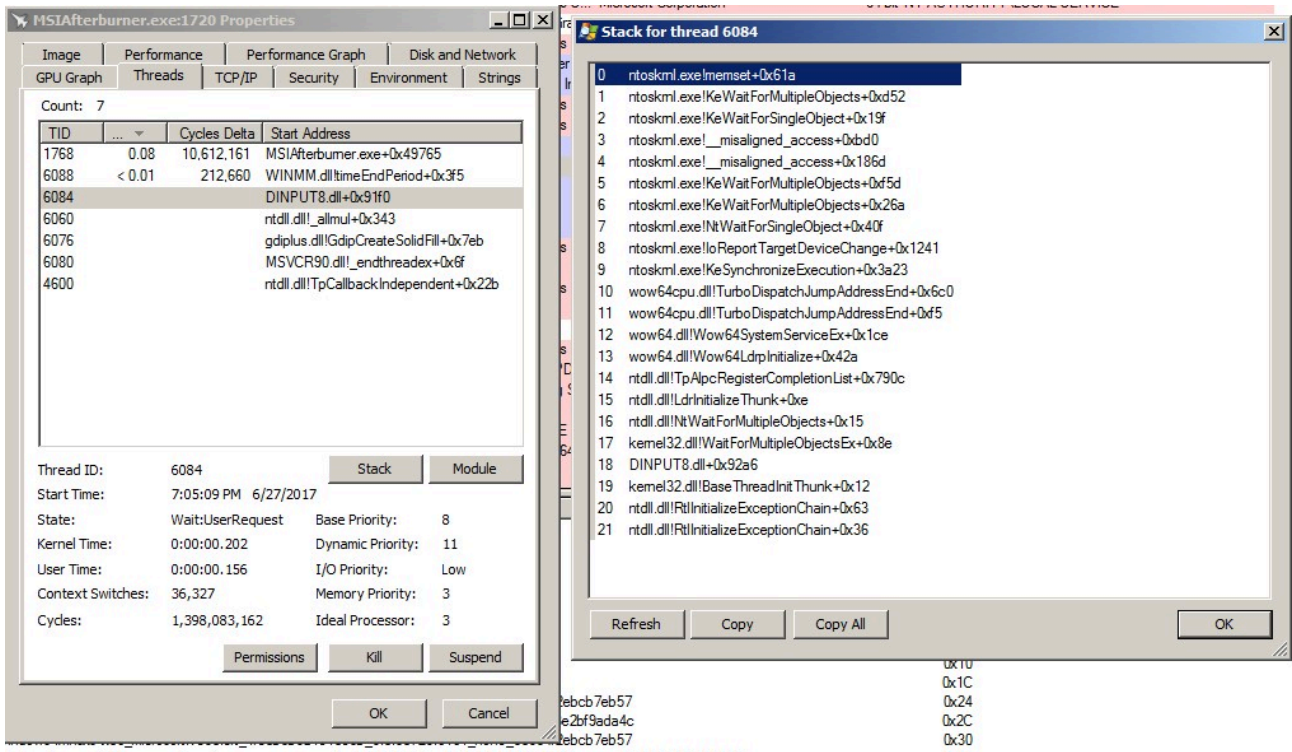 MSIAfterburner.exe:1720 Properties
Image Performance Performance Graph Disk and Network
GPU Graph Threads TCP/IP Security Environment Strings
Count: 7
TID ... Cycles Delta Start Address
1768 0.08 10,612,161 MSIAfterburner.exe+0x49765
6088 < 0.01 212,660 WINMM.dll!timeEndPeriod+0x3f5
6084 DINPUT8.dll+0x91f0
6060 ntdll.dll!_allmul+0x343
6076 gdiplus.dll!GdipCreateSolidFill+0x7eb
6080 MSVCR90.dll!_endthreadex+0x6f
4600 ntdll.dll!TpCallbackIndependent+0x22b
Thread ID: 6084 Stack Module
Start Time: 7:05:09 PM 6/27/2017
State: Wait:UserRequest Base Priority: 8
Kernel Time: 0:00:00.202 Dynamic Priority: 11
User Time: 0:00:00.156 I/O Priority: Low
Context Switches: 36,327 Memory Priority: 3
Cycles: 1,398,083,162 Ideal Processor: 3
Permissions Kill Suspend
OK Cancel
Stack for thread 6084
0 ntoskrnl.exe!memset+0x61a
1 ntoskrnl.exe!KeWaitForMultipleObjects+0xd52
2 ntoskrnl.exe!KeWaitForSingleObject+0x19f
3 ntoskrnl.exe!__misaligned_access+0xbd0
4 ntoskrnl.exe!__misaligned_access+0x186d
5 ntoskrnl.exe!KeWaitForMultipleObjects+0xf5d
6 ntoskrnl.exe!KeWaitForMultipleObjects+0x26a
7 ntoskrnl.exe!NtWaitForSingleObject+0x40f
8 ntoskrnl.exe!IoReportTargetDeviceChange+0x1241
9 ntoskrnl.exe!KeSynchronizeExecution+0x3a23
10 wow64cpu.dll!TurboDispatchJumpAddressEnd+0x6c0
11 wow64cpu.dll!TurboDispatchJumpAddressEnd+0xf5
12 wow64.dll!Wow64SystemServiceEx+0x1ce
13 wow64.dll!Wow64LdrpInitialize+0x42a
14 ntdll.dll!TpAlpcRegisterCompletionList+0x790c
15 ntdll.dll!LdrInitializeThunk+0xe
16 ntdll.dll!NtWaitForMultipleObjects+0x15
17 kernel32.dll!WaitForMultipleObjectsEx+0x8e
18 DINPUT8.dll+0x92a6
19 kernel32.dll!BaseThreadInitThunk+0x12
20 ntdll.dll!RtlInitializeExceptionChain+0x63
21 ntdll.dll!RtlInitializeExceptionChain+0x36
Refresh Copy Copy All OK
0x1C
2ebcb7eb57 0x24
e2bf9ada4c 0x2C
2ebcb7eb57 0x30